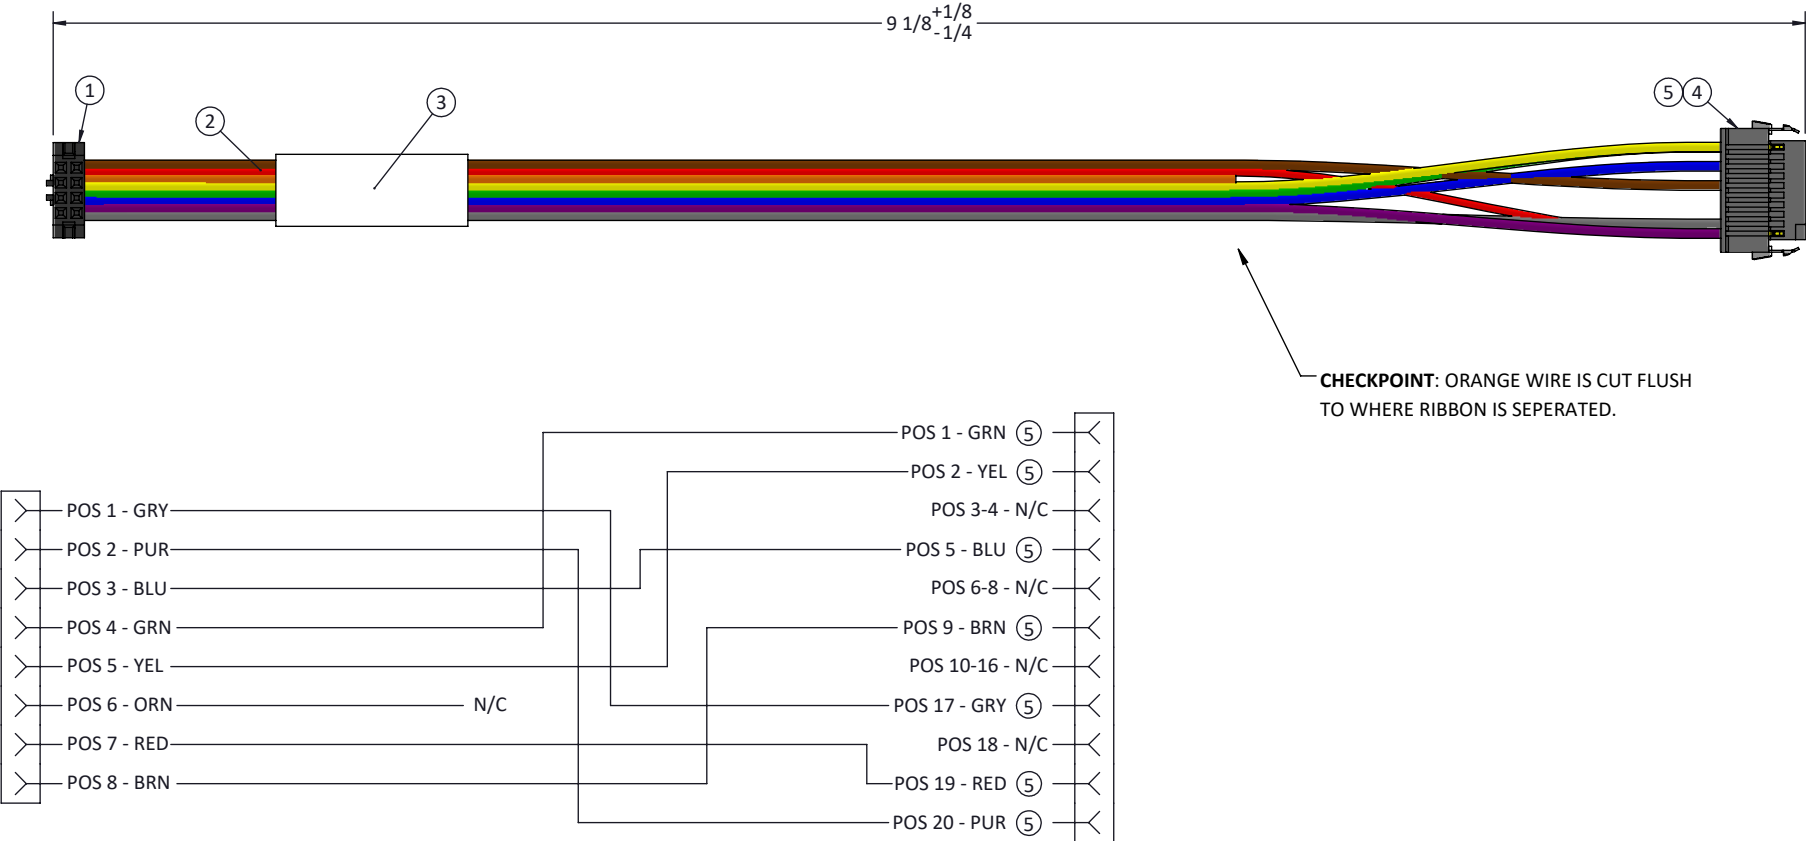 9 1/8 +1/8
-1/4
1
2
3
5 4
CHECKPOINT: ORANGE WIRE IS CUT FLUSH
TO WHERE RIBBON IS SEPERATED.
POS 1 - GRY
POS 2 - PUR
POS 3 - BLU
POS 4 - GRN
POS 5 - YEL
POS 6 - ORN N/C
POS 7 - RED
POS 8 - BRN
POS 1 - GRN 5
POS 2 - YEL 5
POS 3-4 - N/C
POS 5 - BLU 5
POS 6-8 - N/C
POS 9 - BRN 5
POS 10-16 - N/C
POS 17 - GRY 5
POS 18 - N/C
POS 19 - RED 5
POS 20 - PUR 5